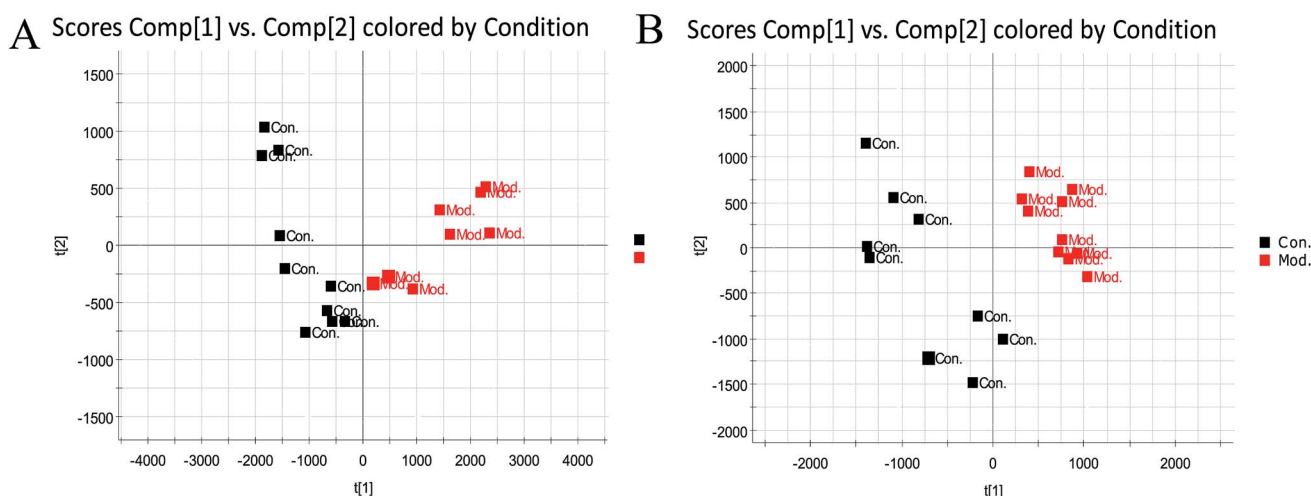 A
Scores Comp[1] vs. Comp[2] colored by Condition
1500
1000
500
0
-500
-1000
-1500
t[2]
Con.
Con.
Con.
Con.
Con.
Con.
Con.
Con.
Con.
Con.
Mod.
Mod.
Mod.
Mod.
Mod.
Mod.
Mod.
Mod.
-4000 -3000 -2000 -1000 0 1000 2000 3000 4000
t[1]
B
Scores Comp[1] vs. Comp[2] colored by Condition
2000
1500
1000
500
0
-500
-1000
-1500
-2000
t[2]
Con.
Con.
Con.
Con.
Con.
Con.
Con.
Con.
Con.
Mod.
Mod.
Mod.
Mod.
Mod.
Mod.
Mod.
Mod.
Mod.
-2000 -1000 0 1000 2000
t[1]
Con.
Mod.